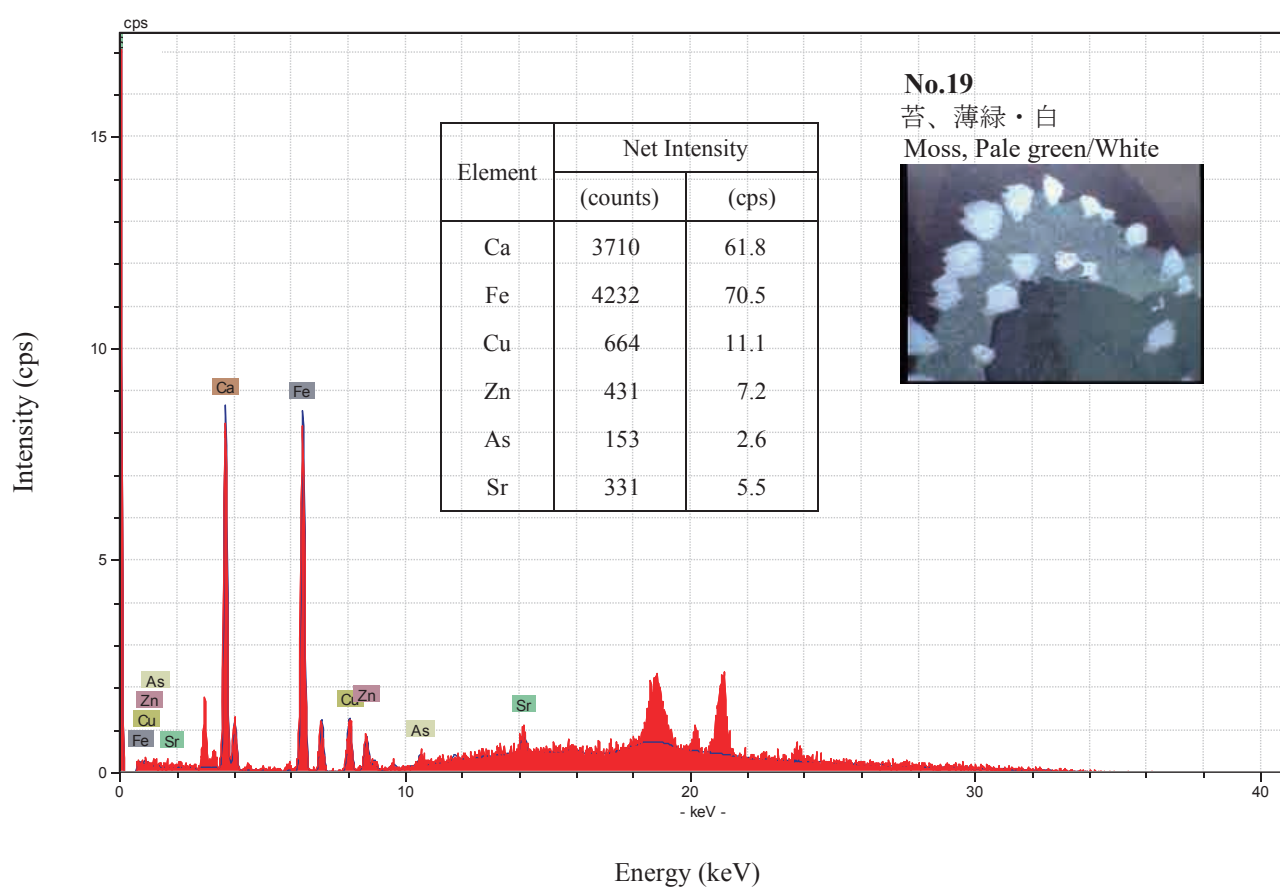 cps
No.19
苔、薄緑・白
Moss, Pale green/White
Element Net Intensity
(counts) (cps)
Ca 3710 61.8
Fe 4232 70.5
Cu 664 11.1
Zn 431 7.2
As 153 2.6
Sr 331 5.5
15
10
5
0
Ca
Fe
As
Zn
Cu
Fe
Sr
Cu
Zn
As
Sr
0 10 20 30 40
- keV -
Energy (keV)
Intensity (cps)